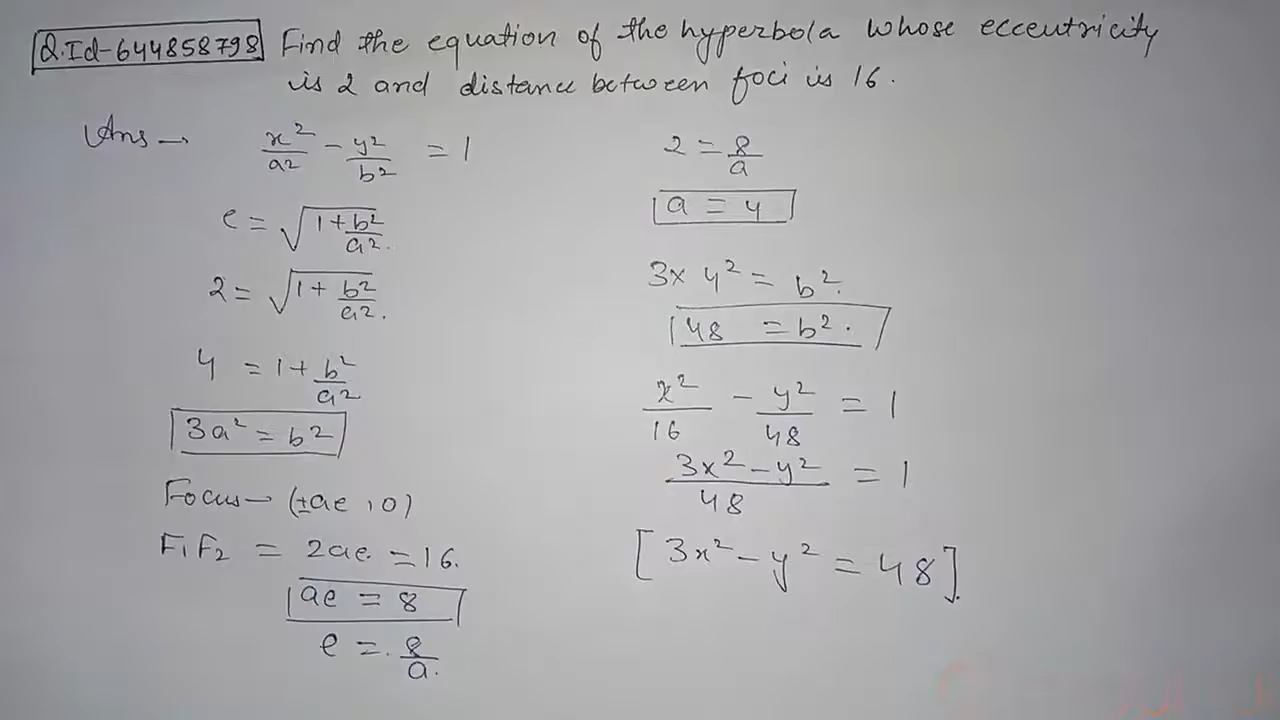 Q.Id-644858798 Find the equation of the hyperbola whose eccentricity
is 2 and distance between foci is 16.
Ans → x²/a² - y²/b² = 1
e = √(1+b²/a²).
2 = √(1+b²/a²).
4 = 1+b²/a²
3a² = b²
Focus → (±ae, 0)
F₁F₂ = 2ae. = 16.
ae = 8
e =. 8/a.
2 = 8/a
a = 4
3x 4² = b².
48 = b².
x²/16 - y²/48 = 1
3x²-y²/48 = 1
[3x² - y² = 48].